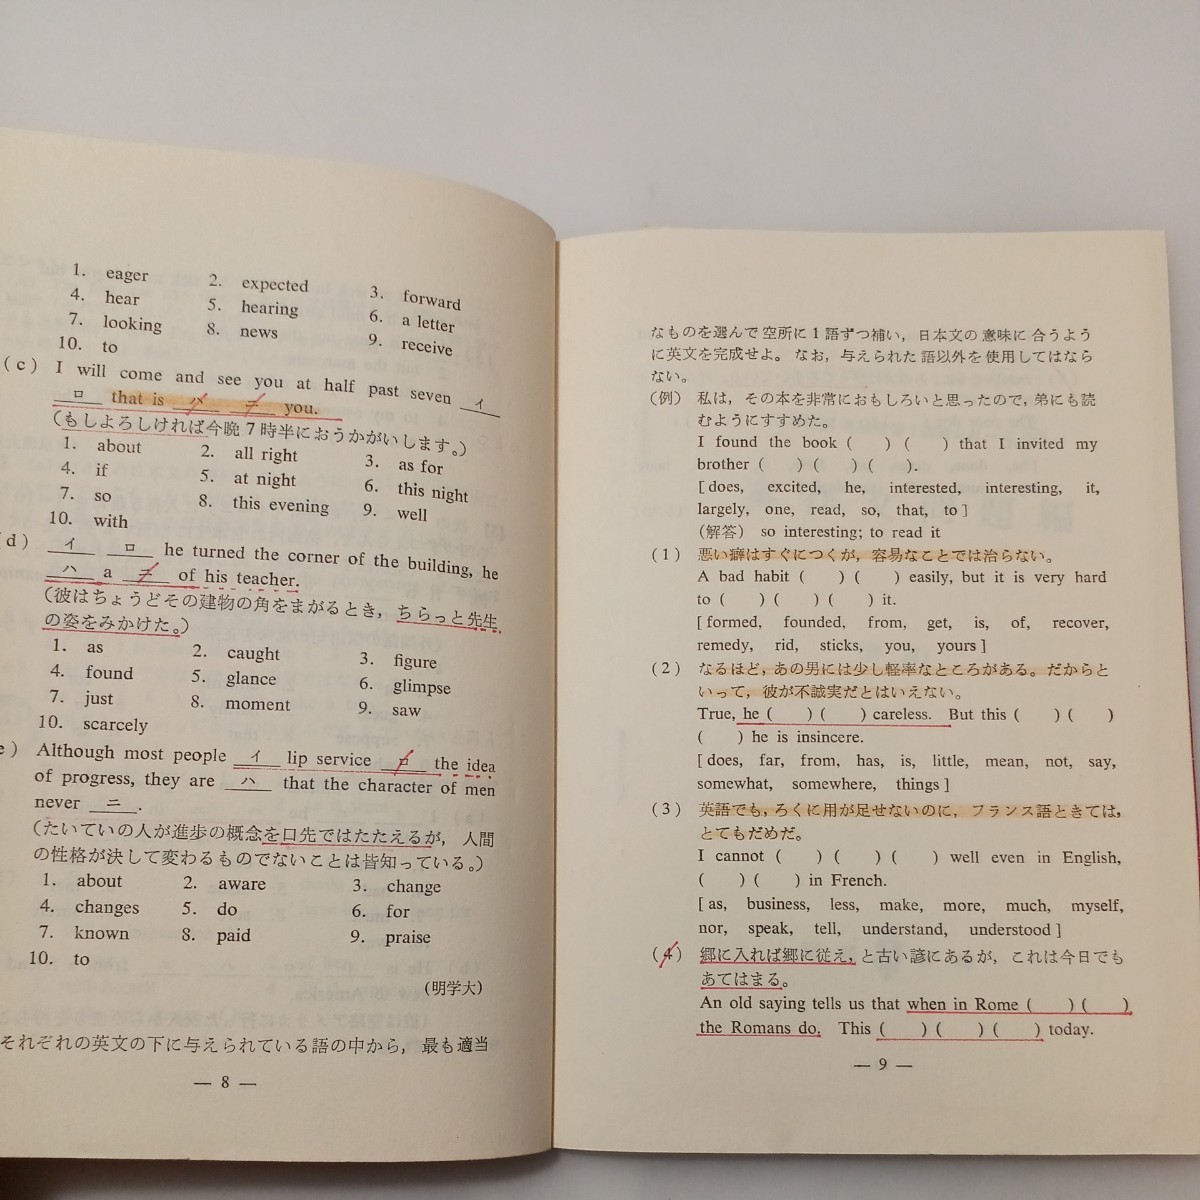 1. eager 2. expected 3. forward
4. hear 5. hearing 6. a letter
7. looking 8. news 9. receive
10. to
(c) I will come and see you at half past seven イ
ロ that is ハ ニ you.
(もしよろしければ今晩7時半におうかがいします。)
1. about 2. all right 3. as for
4. if 5. at night 6. this night
7. so 8. this evening 9. well
10. with
d) イ ロ he turned the corner of the building, he
ハ a ニ of his teacher.
(彼はちょうどその建物の角をまがるとき，ちらっと先生
の姿をみかけた。)
1. as 2. caught 3. figure
4. found 5. glance 6. glimpse
7. just 8. moment 9. saw
10. scarcely
e) Although most people イ lip service ロ the idea
of progress, they are ハ that the character of men
never ニ.
(たいていの人が進歩の概念を口先ではたたえるが，人間
の性格が決して変わるものでないことは皆知っている。)
1. about 2. aware 3. change
4. changes 5. do 6. for
7. known 8. paid 9. praise
10. to
(明学大)
それぞれの英文の下に与えられている語の中から，最も適当
— 8 —
なものを選んで空所に1語ずつ補い，日本文の意味に合うよう
に英文を完成せよ。なお，与えられた語以外を使用してはなら
ない。
(例) 私は，その本を非常におもしろいと思ったので，弟にも読
むようにすすめた。
I found the book ( ) ( ) that I invited my
brother ( ) ( ) ( ).
[does, excited, he, interested, interesting, it,
largely, one, read, so, that, to]
(解答) so interesting; to read it
(1) 悪い癖はすぐにつくが，容易なことでは治らない。
A bad habit ( ) ( ) easily, but it is very hard
to ( ) ( ) ( ) it.
[formed, founded, from, get, is, of, recover,
remedy, rid, sticks, you, yours]
(2) なるほど，あの男には少し軽率なところがある。だからと
いって，彼が不誠実だとはいえない。
True, he ( ) ( ) careless. But this ( ) ( )
( ) he is insincere.
[does, far, from, has, is, little, mean, not, say,
somewhat, somewhere, things]
(3) 英語でも，ろくに用が足せないのに，フランス語ときては，
とてもだめだ。
I cannot ( ) ( ) ( ) well even in English,
( ) ( ) in French.
[as, business, less, make, more, much, myself,
nor, speak, tell, understand, understood]
(4) 郷に入れば郷に従え，と古い諺にあるが，これは今日でも
あてはまる。
An old saying tells us that when in Rome ( ) ( )
the Romans do. This ( ) ( ) ( ) today.
— 9 —